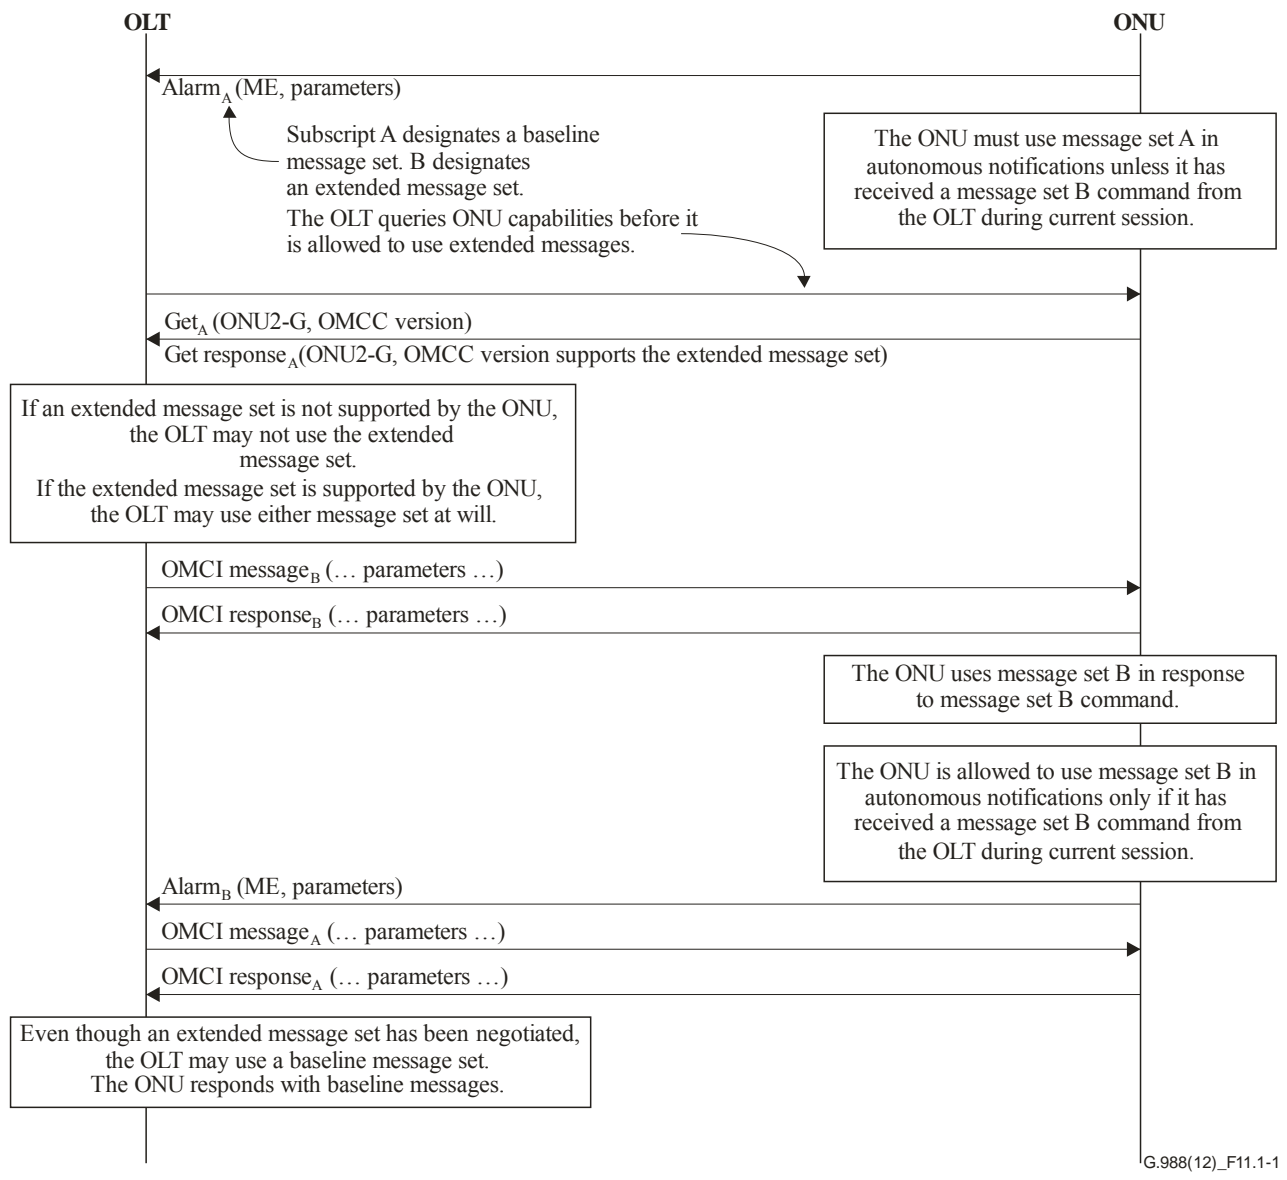 OLT
ONU
Alarm_A (ME, parameters)
Subscript A designates a baseline
message set. B designates
an extended message set.
The OLT queries ONU capabilities before it
is allowed to use extended messages.
The ONU must use message set A in
autonomous notifications unless it has
received a message set B command from
the OLT during current session.
Get_A (ONU2-G, OMCC version)
Get response_A(ONU2-G, OMCC version supports the extended message set)
If an extended message set is not supported by the ONU,
the OLT may not use the extended
message set.
If the extended message set is supported by the ONU,
the OLT may use either message set at will.
OMCI message_B (… parameters …)
OMCI response_B (… parameters …)
The ONU uses message set B in response
to message set B command.
The ONU is allowed to use message set B in
autonomous notifications only if it has
received a message set B command from
the OLT during current session.
Alarm_B (ME, parameters)
OMCI message_A (… parameters …)
OMCI response_A (… parameters …)
Even though an extended message set has been negotiated,
the OLT may use a baseline message set.
The ONU responds with baseline messages.
G.988(12)_F11.1-1